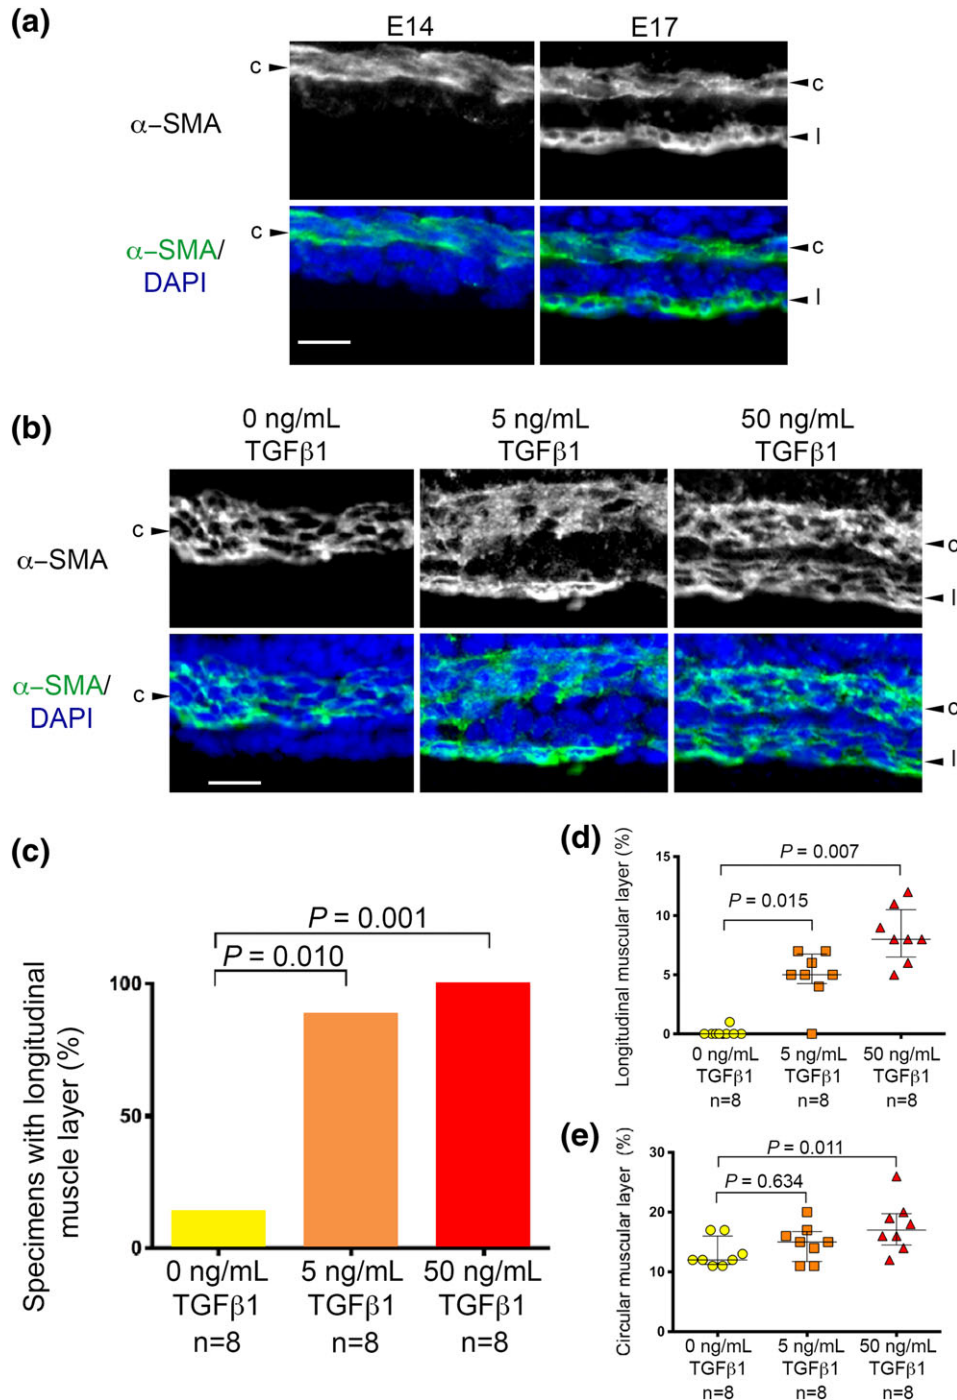 (a)
E14
E17
c
c
α−SMA
l
c
c
α−SMA/
DAPI
l
(b)
0 ng/mL
TGFβ1
5 ng/mL
TGFβ1
50 ng/mL
TGFβ1
c
c
α−SMA
l
α−SMA/
DAPI
c
c
l
(c)
Specimens with longitudinal
muscle layer (%)
P = 0.001
P = 0.010
100
50
0
0 ng/mL
TGFβ1
n=8
5 ng/mL
TGFβ1
n=8
50 ng/mL
TGFβ1
n=8
(d)
Longitudinal muscular layer (%)
P = 0.007
P = 0.015
15
10
5
0
0 ng/mL
TGFβ1
n=8
5 ng/mL
TGFβ1
n=8
50 ng/mL
TGFβ1
n=8
(e)
Circular muscular layer (%)
P = 0.011
P = 0.634
30
20
10
0
0 ng/mL
TGFβ1
n=8
5 ng/mL
TGFβ1
n=8
50 ng/mL
TGFβ1
n=8